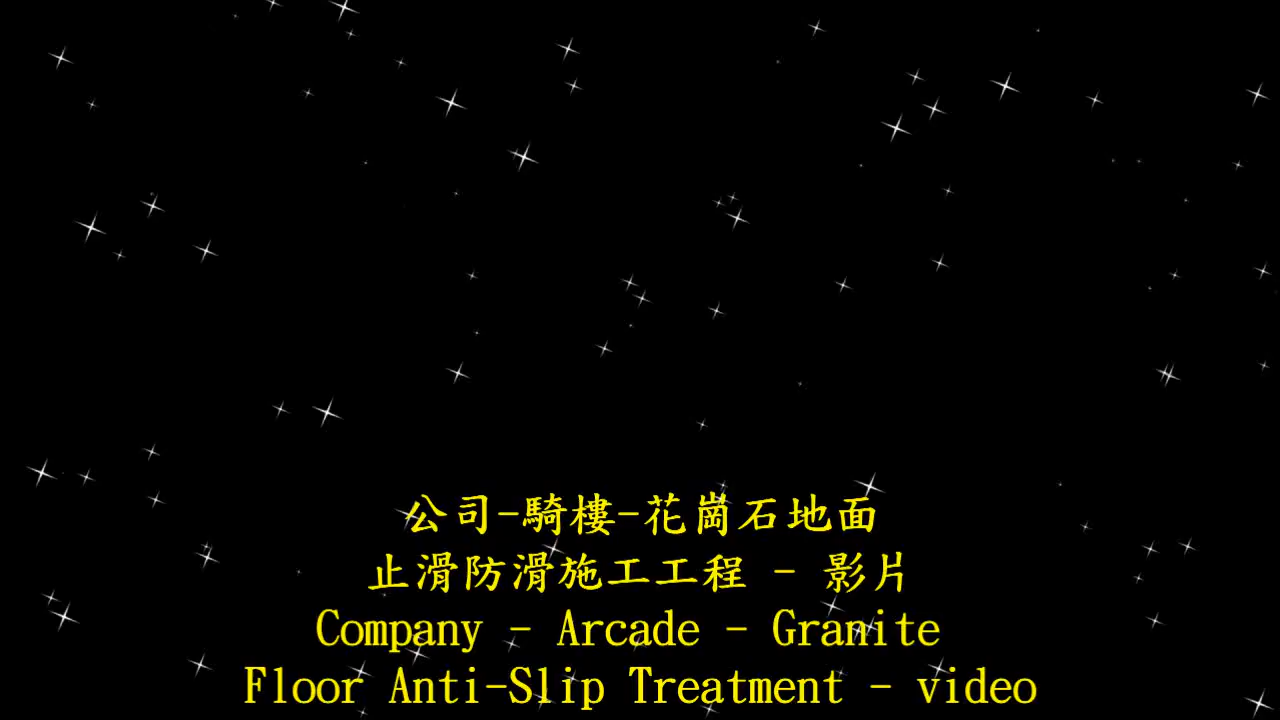 公司-騎樓-花崗石地面
止滑防滑施工工程 - 影片
Company - Arcade - Granite
Floor Anti-Slip Treatment - video